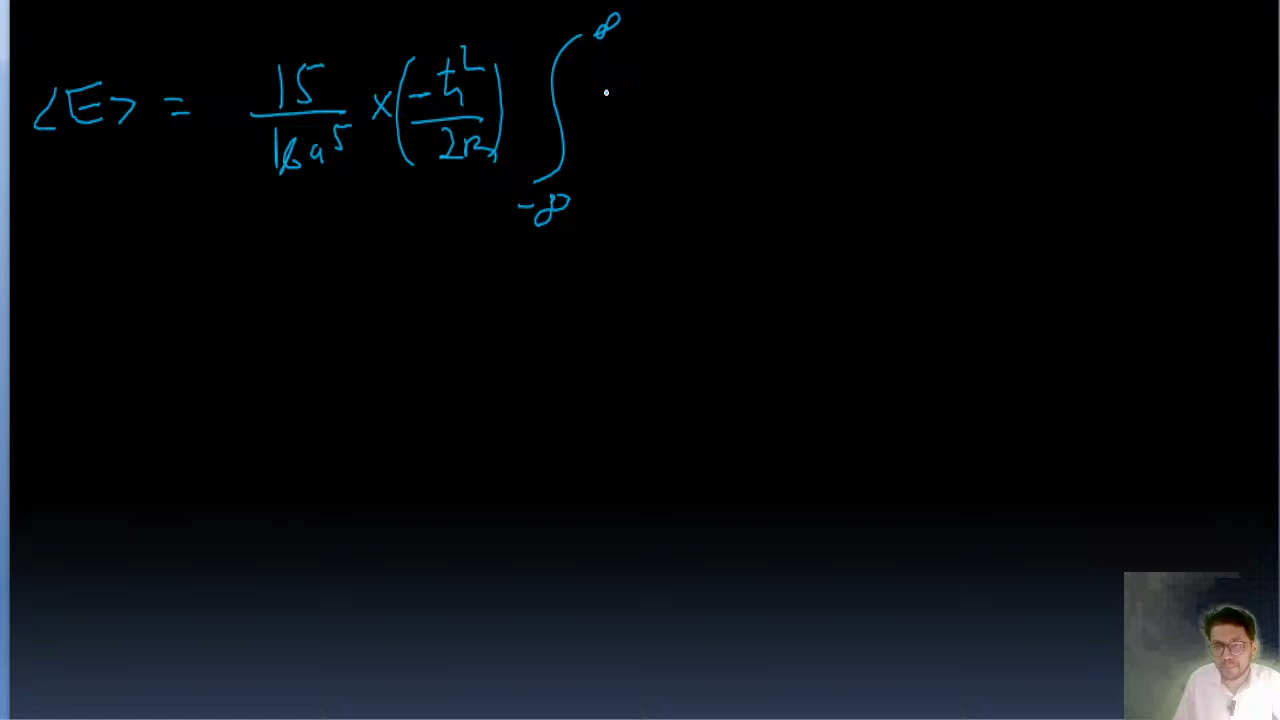 ⟨E⟩ = 15/16a⁵ × (−ħ²/2m) ∫_{-∞}^{∞}